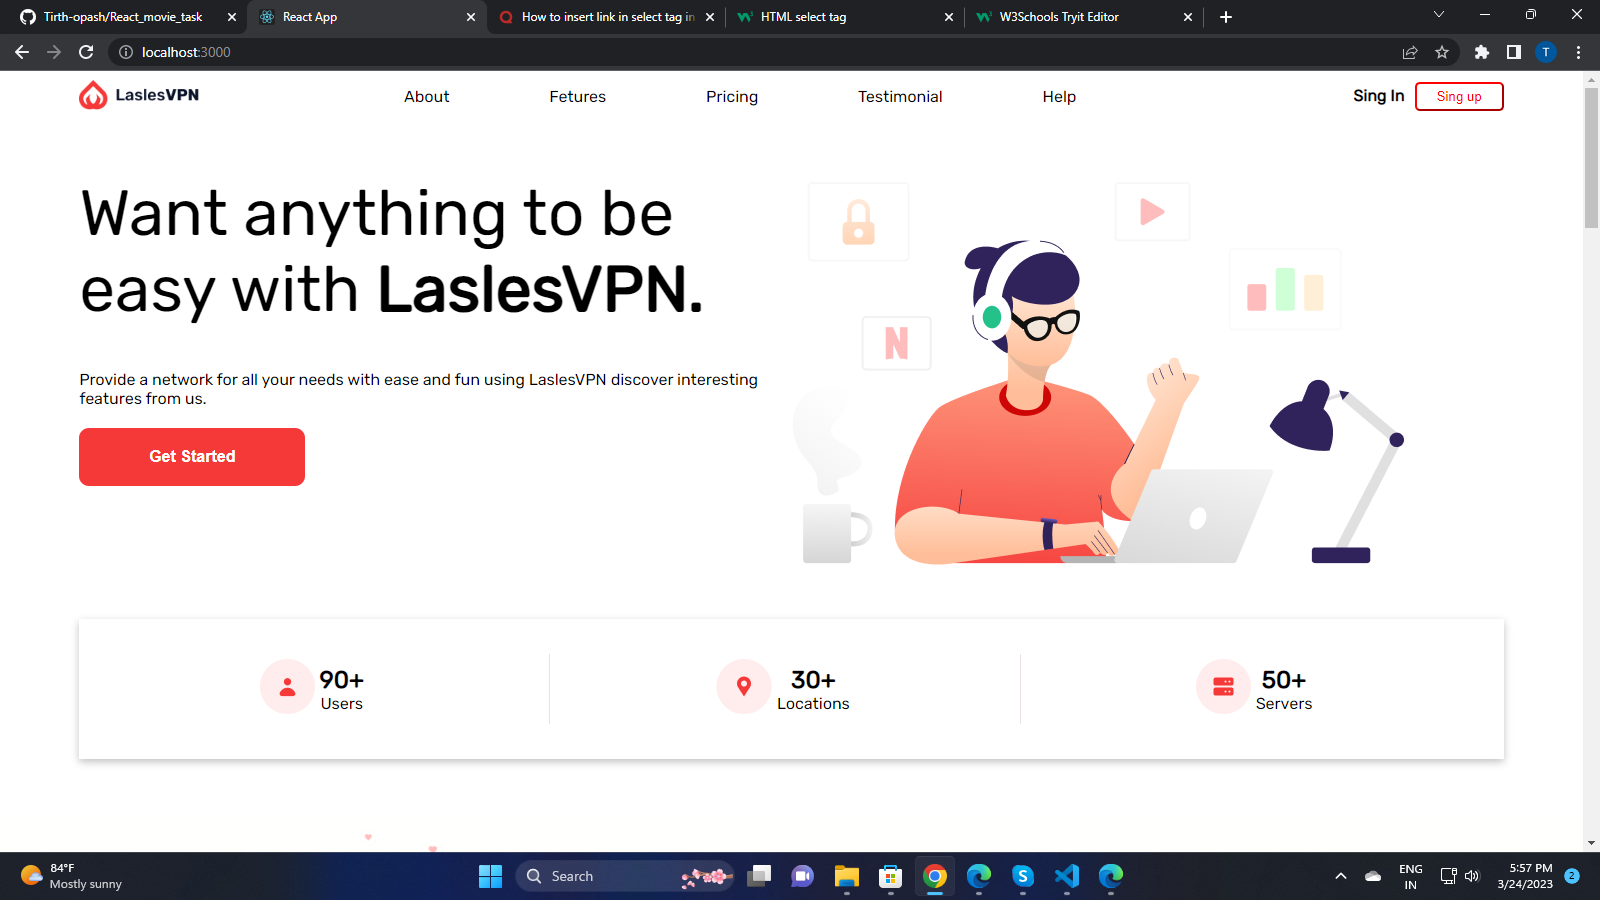 Tirth-opash/React_movie_task
React App
How to insert link in select tag in
HTML select tag
W3Schools Tryit Editor
localhost:3000
T
LaslesVPN
About
Fetures
Pricing
Testimonial
Help
Sing In
Sing up
Want anything to be
easy with LaslesVPN.
N
Provide a network for all your needs with ease and fun using LaslesVPN discover interesting
features from us.
Get Started
90+
Users
30+
Locations
50+
Servers
84°F
Mostly sunny
Search
S
ENG
IN
5:57 PM
3/24/2023
2